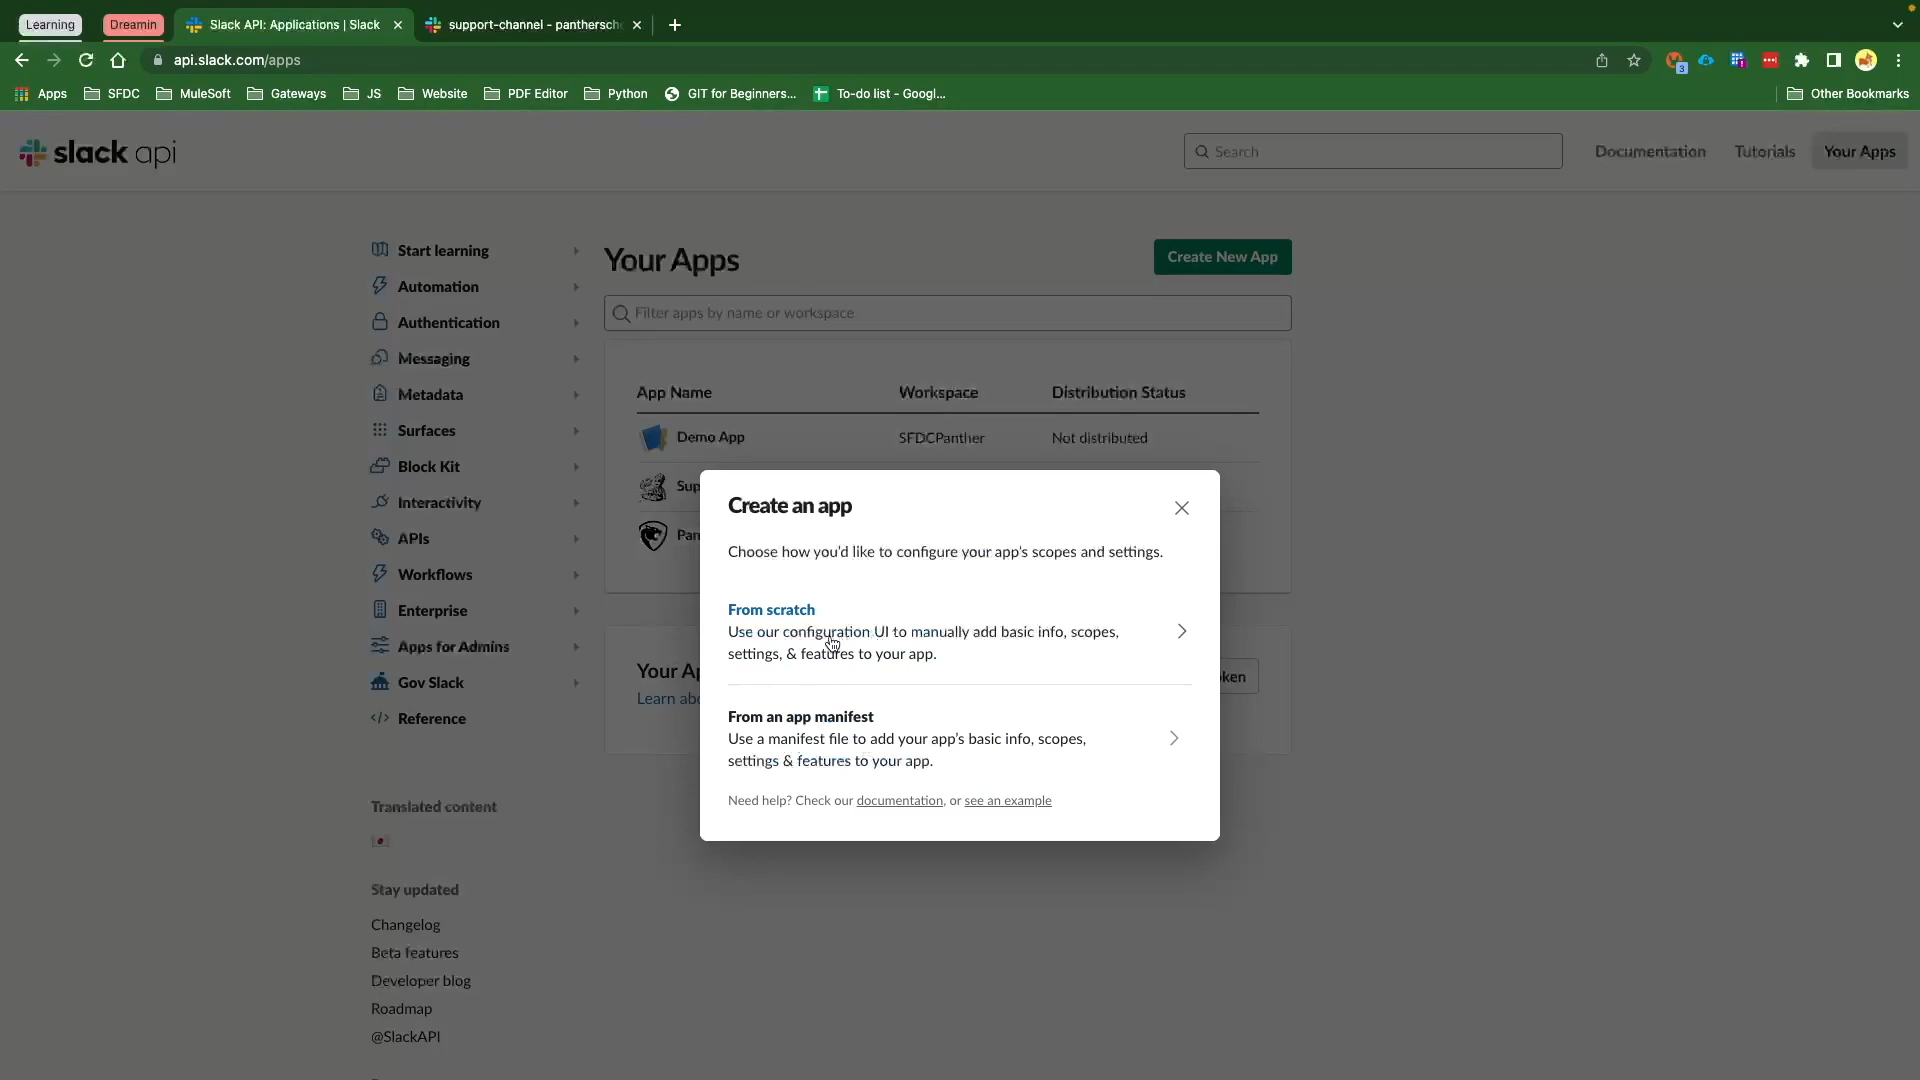 Learning
Dreamin
Slack API: Applications | Slack
support-channel - panthersch
api.slack.com/apps
3
Apps
SFDC
MuleSoft
Gateways
JS
Website
PDF Editor
Python
GIT for Beginners...
To-do list - Googl...
Other Bookmarks
slack api
Search
Documentation
Tutorials
Your Apps
Start learning
Automation
Authentication
Messaging
Metadata
Surfaces
Block Kit
Interactivity
APIs
Workflows
Enterprise
Apps for Admins
Gov Slack
Reference
Translated content
Stay updated
Changelog
Beta features
Developer blog
Roadmap
@SlackAPI
Your Apps
Create New App
Filter apps by name or workspace
App Name Workspace Distribution Status
Demo App SFDCPanther Not distributed
Sup
Pan
Your Ap
Learn abo
oken
Create an app
Choose how you'd like to configure your app's scopes and settings.
From scratch
Use our configuration UI to manually add basic info, scopes,
settings, & features to your app.
From an app manifest
Use a manifest file to add your app's basic info, scopes,
settings & features to your app.
Need help? Check our documentation, or see an example